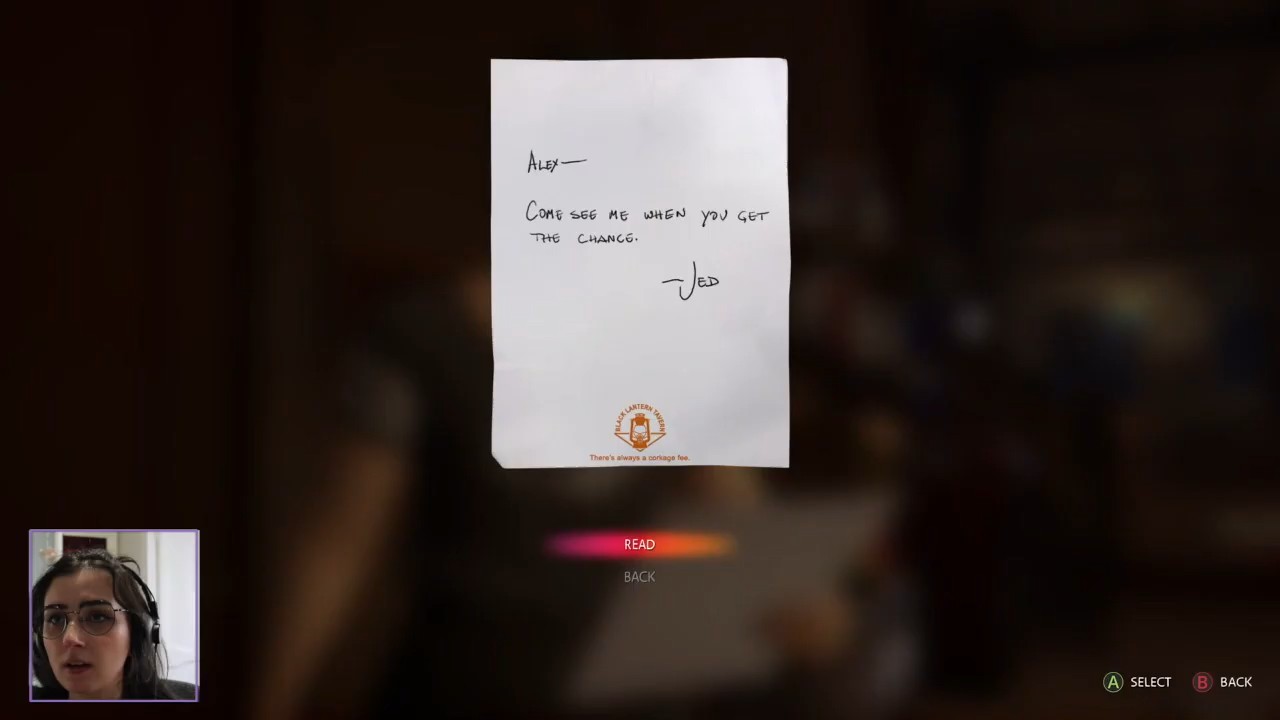 ALEX—
COME SEE ME WHEN YOU GET
THE CHANCE.
—JED
BLACK LANTERN TAVERN
There's always a corkage fee.
READ
BACK
A SELECT B BACK